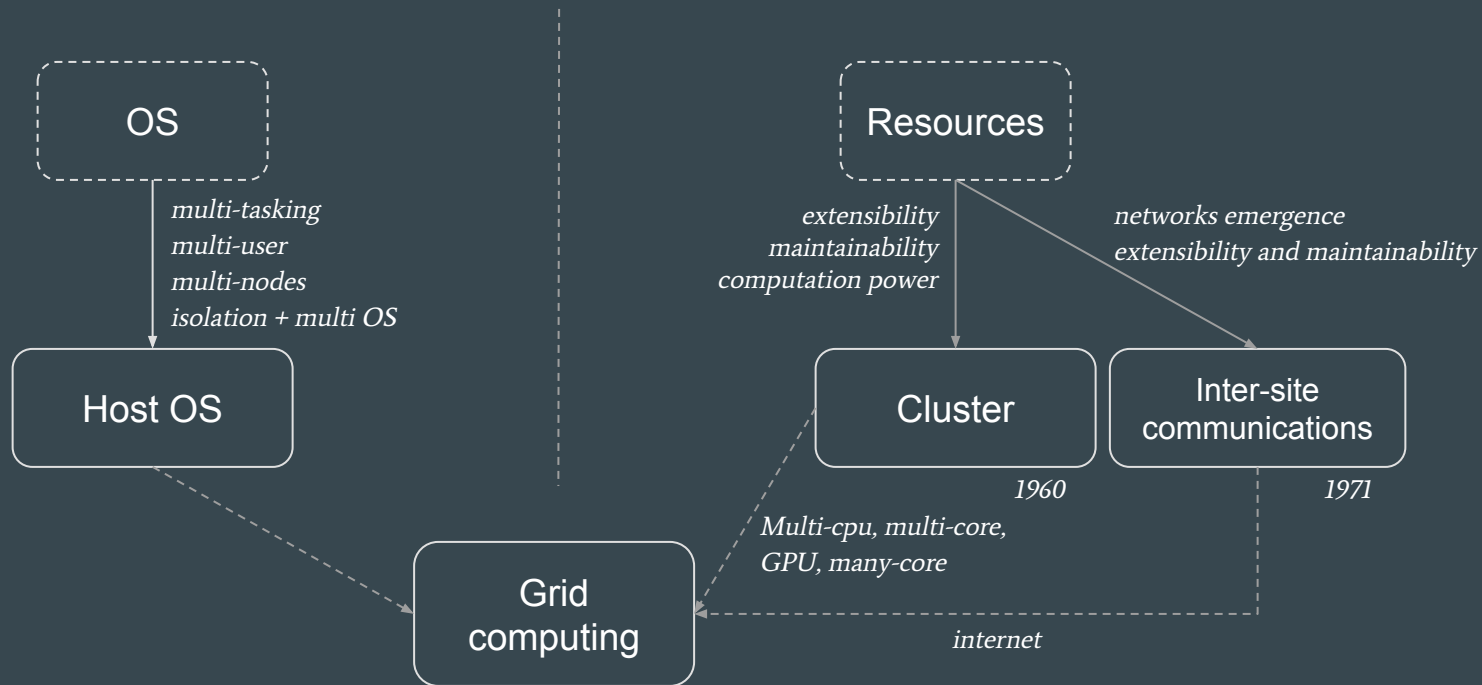 OS
Resources
multi-tasking
multi-user
multi-nodes
isolation + multi OS
extensibility
maintainability
computation power
networks emergence
extensibility and maintainability
Host OS
Cluster
Inter-site
communications
1960
1971
Multi-cpu, multi-core,
GPU, many-core
Grid
computing
internet